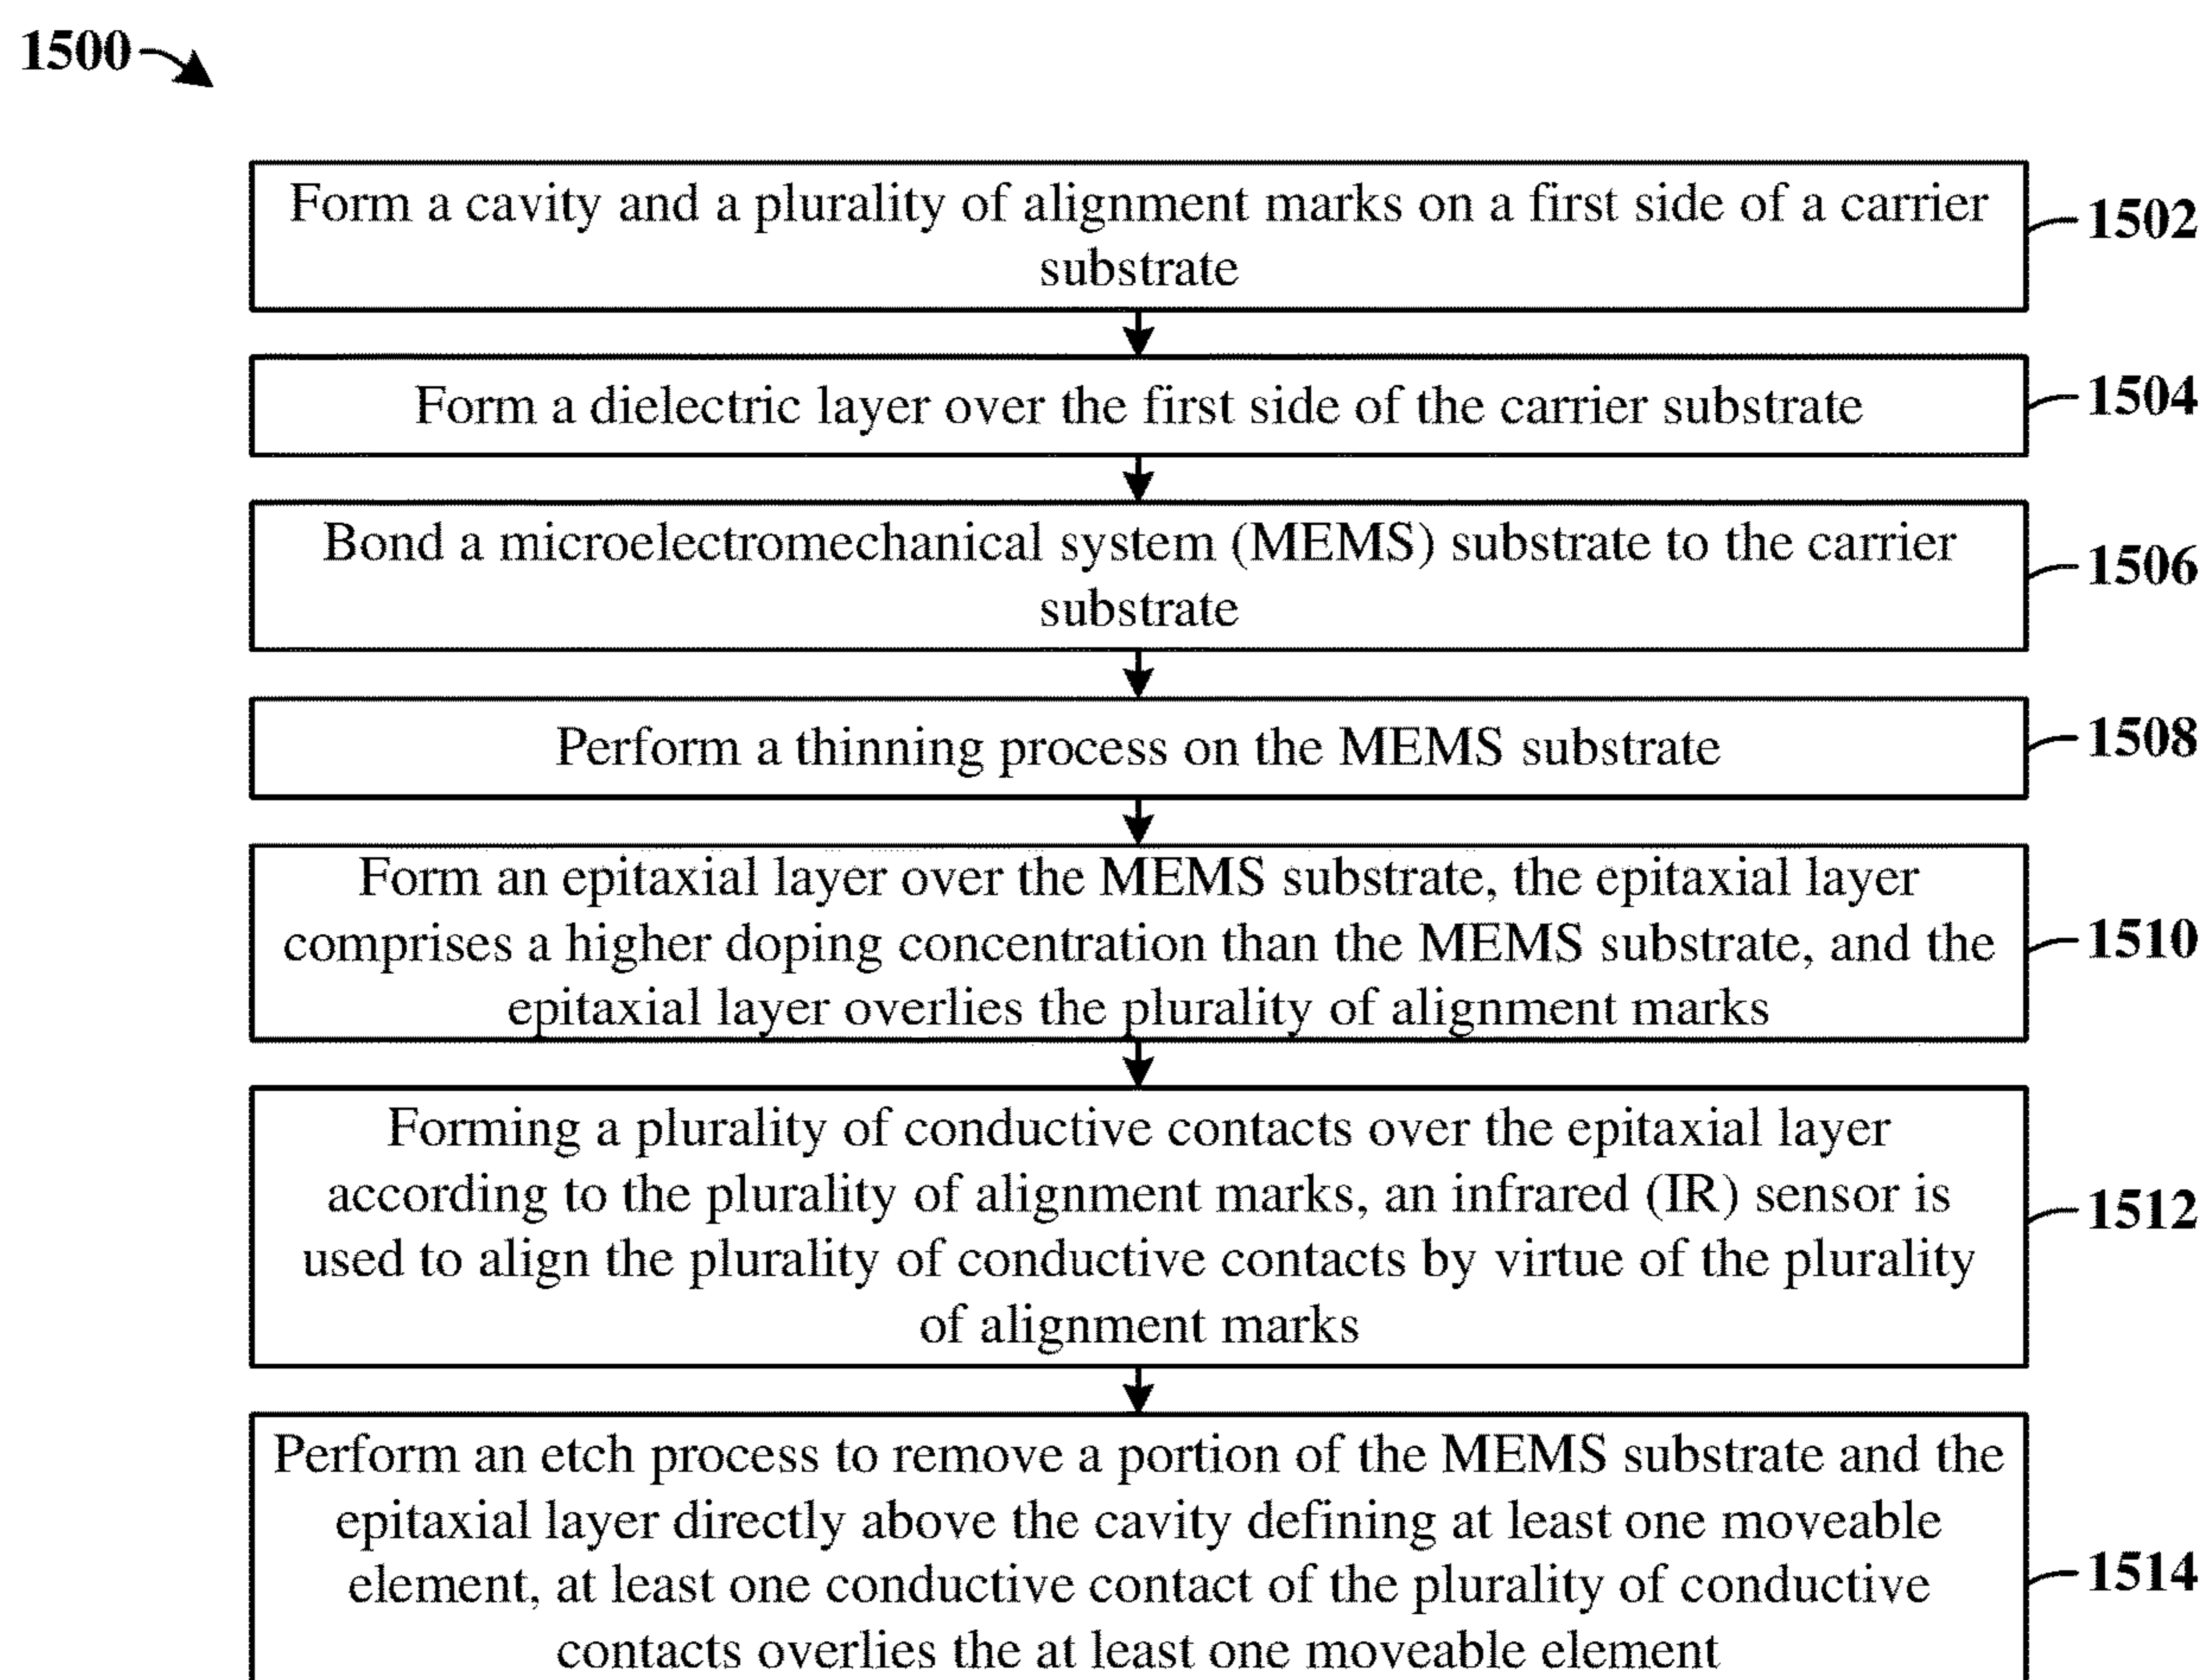 1500
Form a cavity and a plurality of alignment marks on a first side of a carrier
substrate
1502
Form a dielectric layer over the first side of the carrier substrate
1504
Bond a microelectromechanical system (MEMS) substrate to the carrier
substrate
1506
Perform a thinning process on the MEMS substrate
1508
Form an epitaxial layer over the MEMS substrate, the epitaxial layer
comprises a higher doping concentration than the MEMS substrate, and the
epitaxial layer overlies the plurality of alignment marks
1510
Forming a plurality of conductive contacts over the epitaxial layer
according to the plurality of alignment marks, an infrared (IR) sensor is
used to align the plurality of conductive contacts by virtue of the plurality
of alignment marks
1512
Perform an etch process to remove a portion of the MEMS substrate and the
epitaxial layer directly above the cavity defining at least one moveable
element, at least one conductive contact of the plurality of conductive
contacts overlies the at least one moveable element
1514